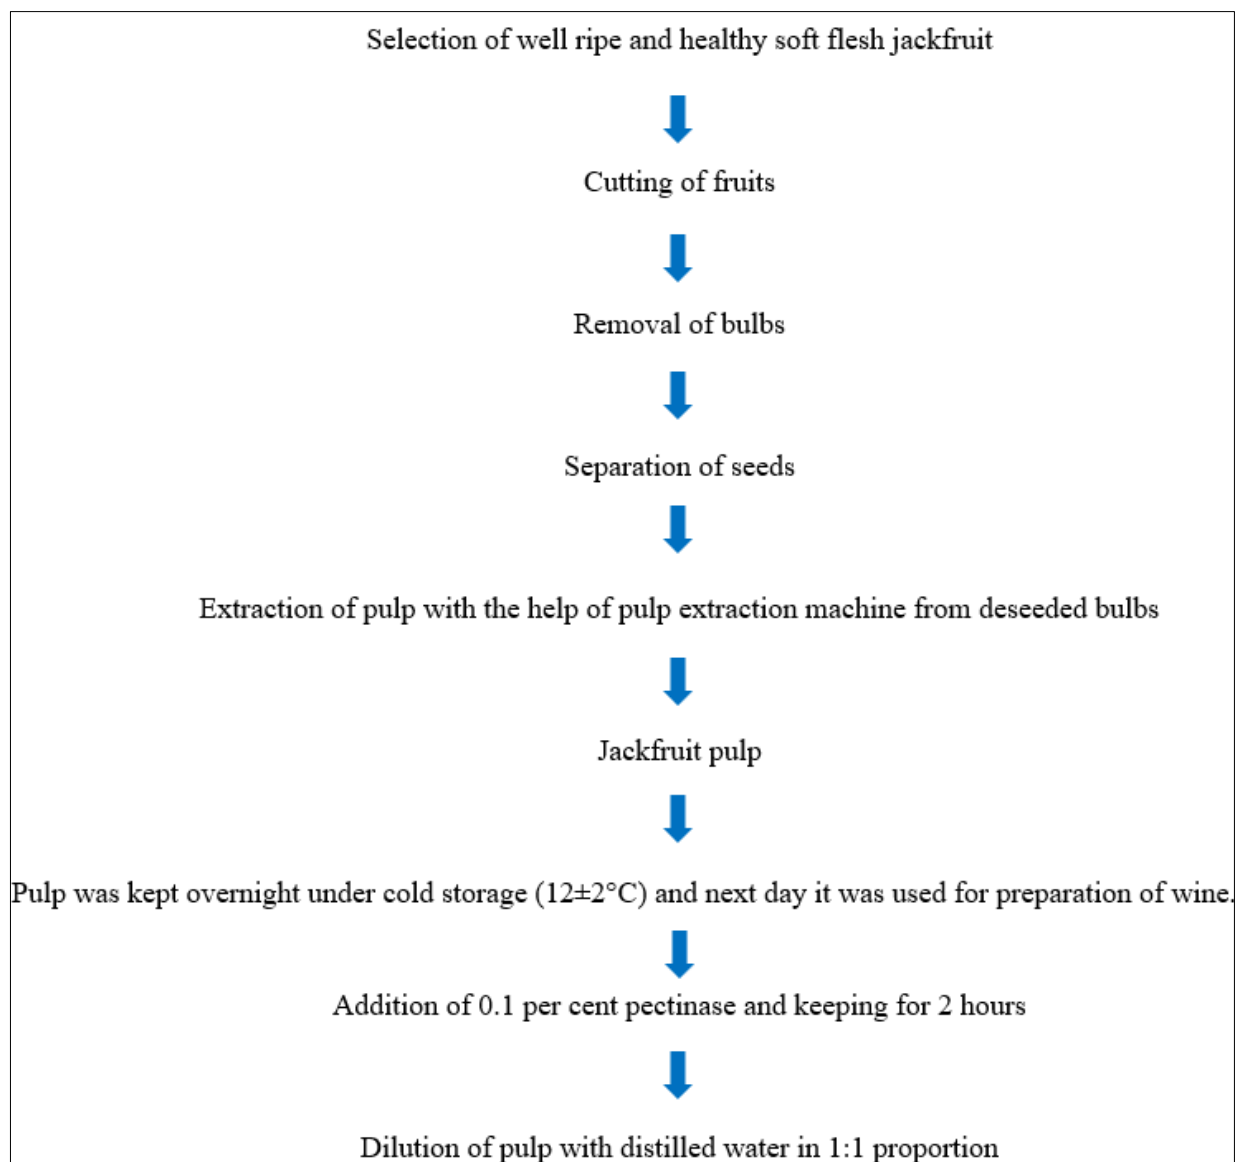 Selection of well ripe and healthy soft flesh jackfruit
Cutting of fruits
Removal of bulbs
Separation of seeds
Extraction of pulp with the help of pulp extraction machine from deseeded bulbs
Jackfruit pulp
Pulp was kept overnight under cold storage (12±2°C) and next day it was used for preparation of wine.
Addition of 0.1 per cent pectinase and keeping for 2 hours
Dilution of pulp with distilled water in 1:1 proportion